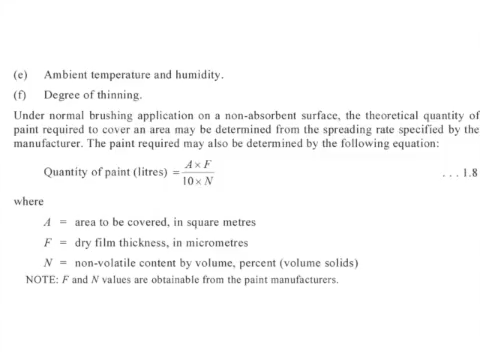 (e) Ambient temperature and humidity.
(f) Degree of thinning.
Under normal brushing application on a non-absorbent surface, the theoretical quantity of
paint required to cover an area may be determined from the spreading rate specified by the
manufacturer. The paint required may also be determined by the following equation:
Quantity of paint (litres) = A × F / 10 × N . . . 1.8
where
A = area to be covered, in square metres
F = dry film thickness, in micrometres
N = non-volatile content by volume, percent (volume solids)
NOTE: F and N values are obtainable from the paint manufacturers.